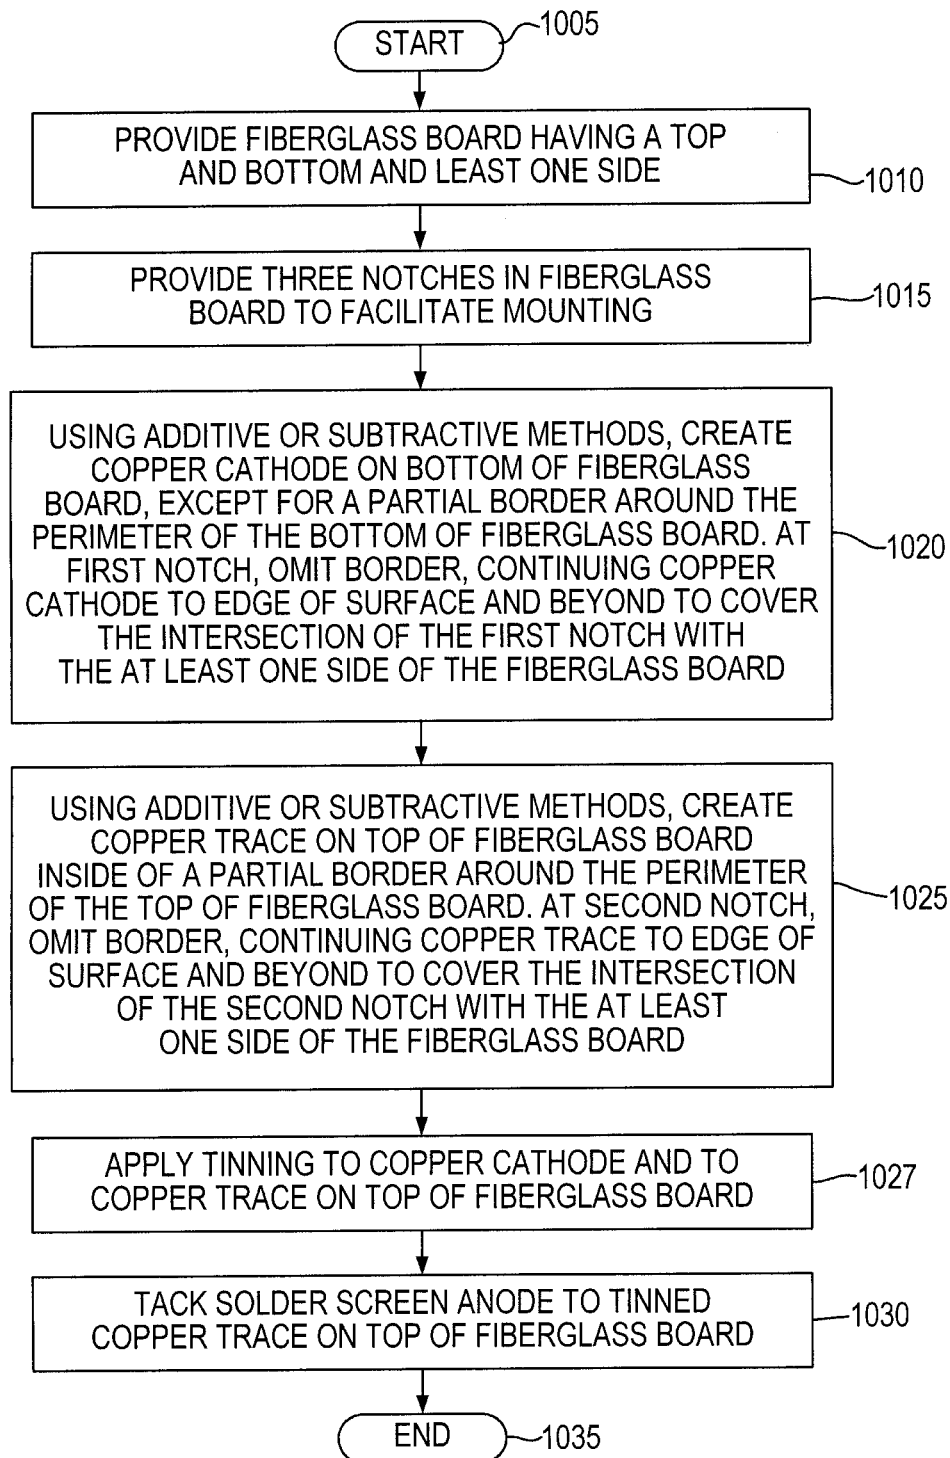 START
1005
PROVIDE FIBERGLASS BOARD HAVING A TOP
AND BOTTOM AND LEAST ONE SIDE
1010
PROVIDE THREE NOTCHES IN FIBERGLASS
BOARD TO FACILITATE MOUNTING
1015
USING ADDITIVE OR SUBTRACTIVE METHODS, CREATE
COPPER CATHODE ON BOTTOM OF FIBERGLASS
BOARD, EXCEPT FOR A PARTIAL BORDER AROUND THE
PERIMETER OF THE BOTTOM OF FIBERGLASS BOARD. AT
FIRST NOTCH, OMIT BORDER, CONTINUING COPPER
CATHODE TO EDGE OF SURFACE AND BEYOND TO COVER
THE INTERSECTION OF THE FIRST NOTCH WITH
THE AT LEAST ONE SIDE OF THE FIBERGLASS BOARD
1020
USING ADDITIVE OR SUBTRACTIVE METHODS, CREATE
COPPER TRACE ON TOP OF FIBERGLASS BOARD
INSIDE OF A PARTIAL BORDER AROUND THE PERIMETER
OF THE TOP OF FIBERGLASS BOARD. AT SECOND NOTCH,
OMIT BORDER, CONTINUING COPPER TRACE TO EDGE OF
SURFACE AND BEYOND TO COVER THE INTERSECTION
OF THE SECOND NOTCH WITH THE AT LEAST
ONE SIDE OF THE FIBERGLASS BOARD
1025
APPLY TINNING TO COPPER CATHODE AND TO
COPPER TRACE ON TOP OF FIBERGLASS BOARD
1027
TACK SOLDER SCREEN ANODE TO TINNED
COPPER TRACE ON TOP OF FIBERGLASS BOARD
1030
END
1035